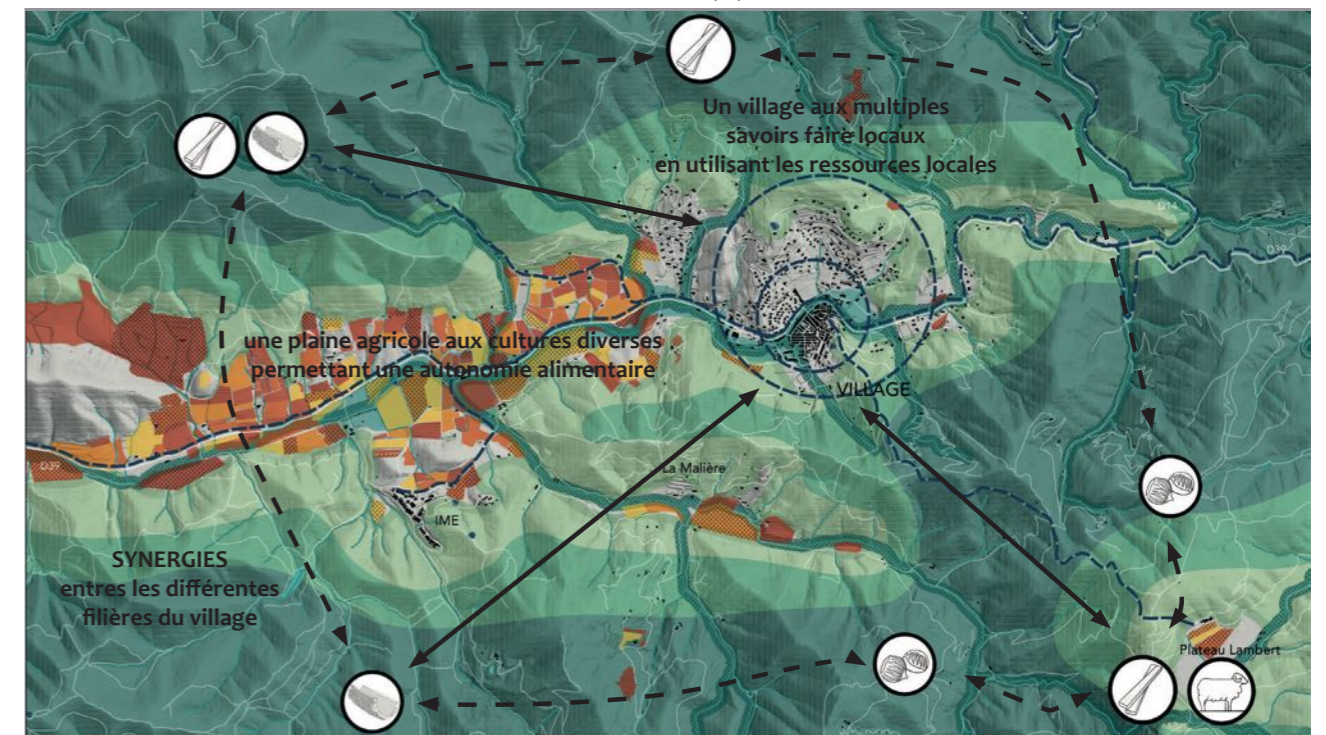 Un village aux multiples
savoirs faire locaux
en utilisant les ressources locales
D14
D39
une plaine agricole aux cultures diverses
permettant une autonomie alimentaire
VILLAGE
D39
La Malière
IME
SYNERGIES
entres les différentes
filières du village
Plateau Lambert